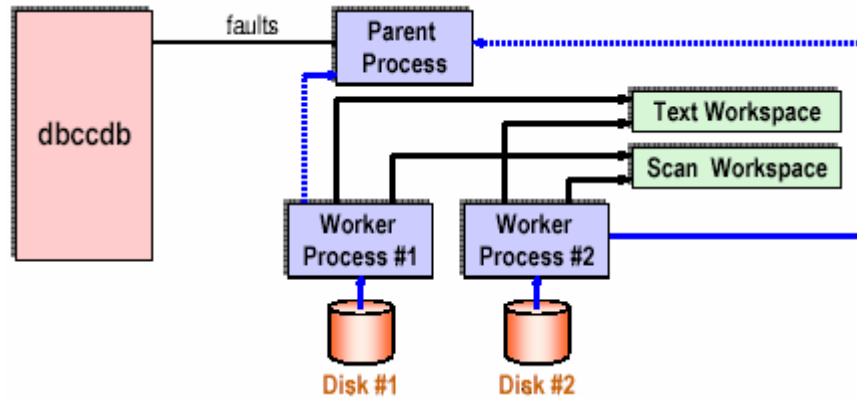 faults
Parent
Process
dbccdb
Text Workspace
Scan Workspace
Worker
Process #1
Worker
Process #2
Disk #1
Disk #2